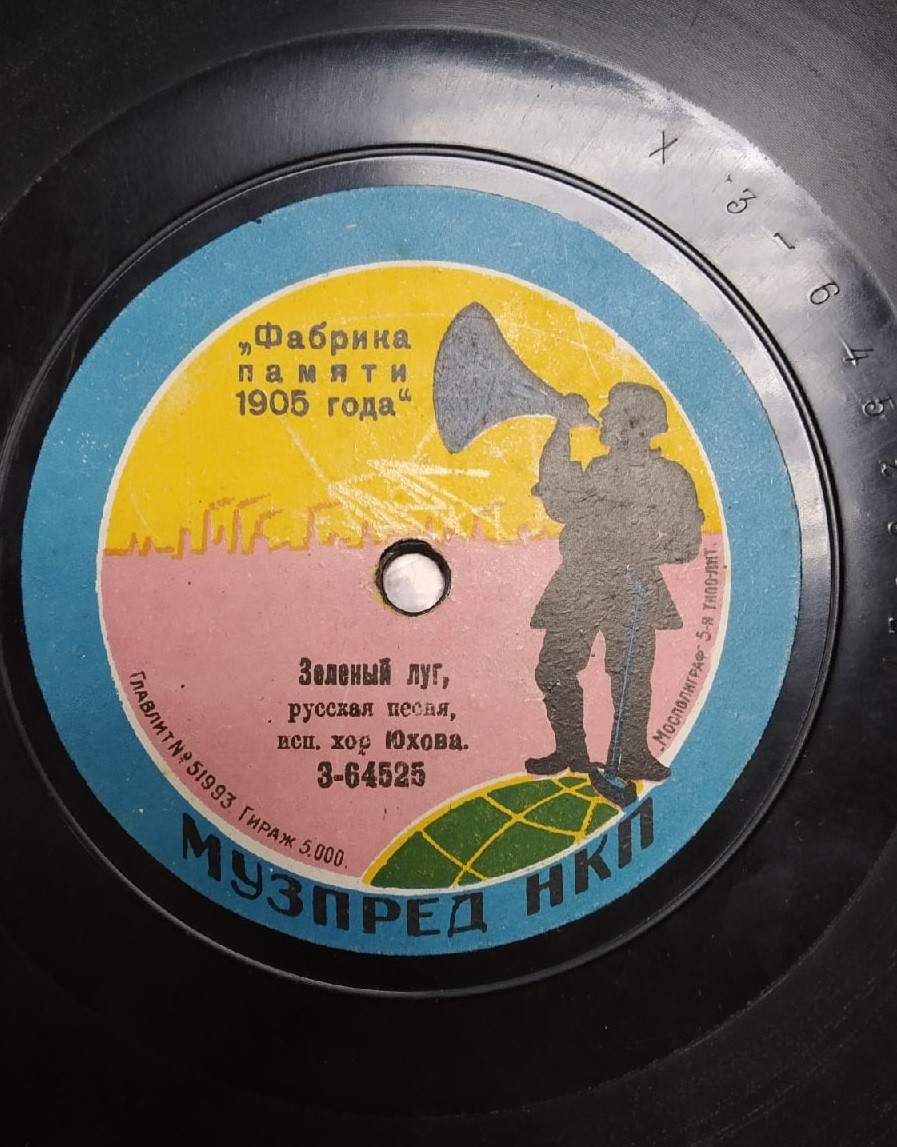 „Фабрика
памяти
1905 года“
Зеленый луг,
русская песня,
исп. хор Юхова.
3-64525
Главлит № 51993. Тираж 5.000.
„Мосполиграф“ 5-я типо-лит.
МУЗПРЕД НКП
X 3-6452